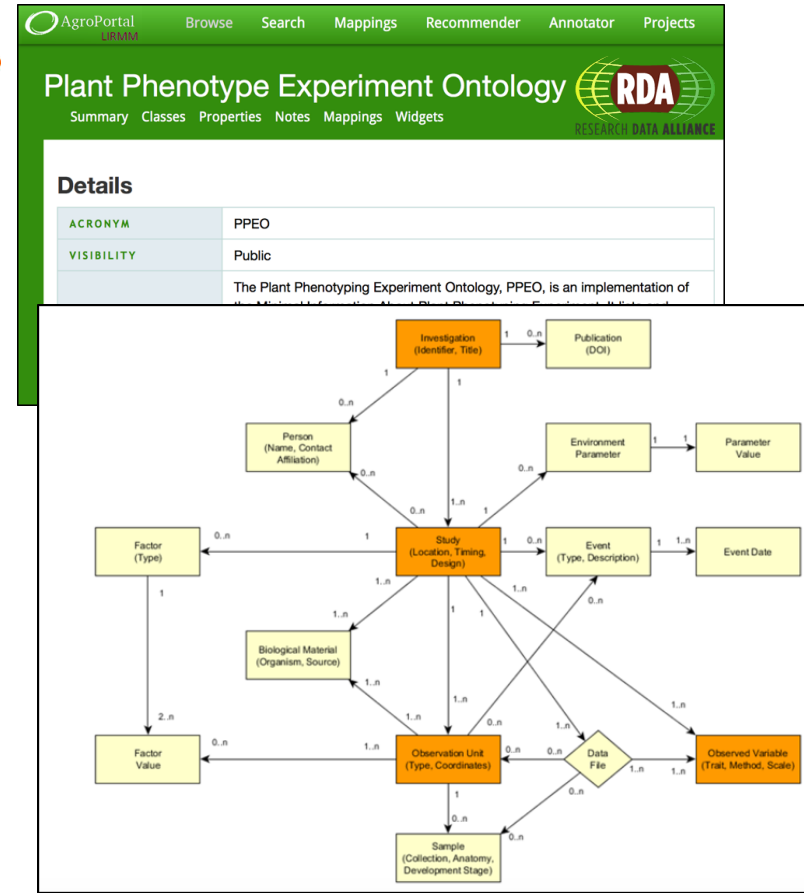 AgroPortal Browse Search Mappings Recommender Annotator Projects
LIRMM
Plant Phenotype Experiment Ontology
RDA
RESEARCH DATA ALLIANCE
Summary Classes Properties Notes Mappings Widgets
Details
ACRONYM PPEO
VISIBILITY Public
The Plant Phenotyping Experiment Ontology, PPEO, is an implementation of
Investigation
(Identifier, Title)
1 0..n
Publication
(DOI)
1
1
0..n
Person
(Name, Contact
Affiliation)
Environment
Parameter
1 1
Parameter
Value
0..n
0..n
0..n
1..n
1
Factor
(Type)
0..n 1
Study
(Location, Timing,
Design)
1 0..n
Event
(Type, Description)
1 1..n
Event Date
1
1..n
1..n
0..n
1..n
1
1
Biological Material
(Organism, Source)
1..n
1..n
1..n
1..n
2..n
0..n
1..n
Factor
Value
0..n 1..n
Observation Unit
(Type, Coordinates)
0..n 0..n
Data
File
1..n 1..n
Observed Variable
(Trait, Method, Scale)
1
0..n
0..n
0..n
Sample
(Collection, Anatomy,
Development Stage)